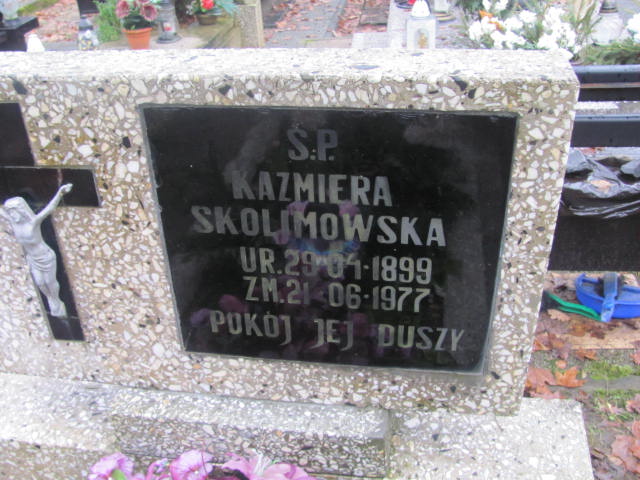 Ś.P.
KAZMIERA
SKOLIMOWSKA
UR. 29-04-1899
ZM. 21-06-1977
POKÓJ JEJ DUSZY